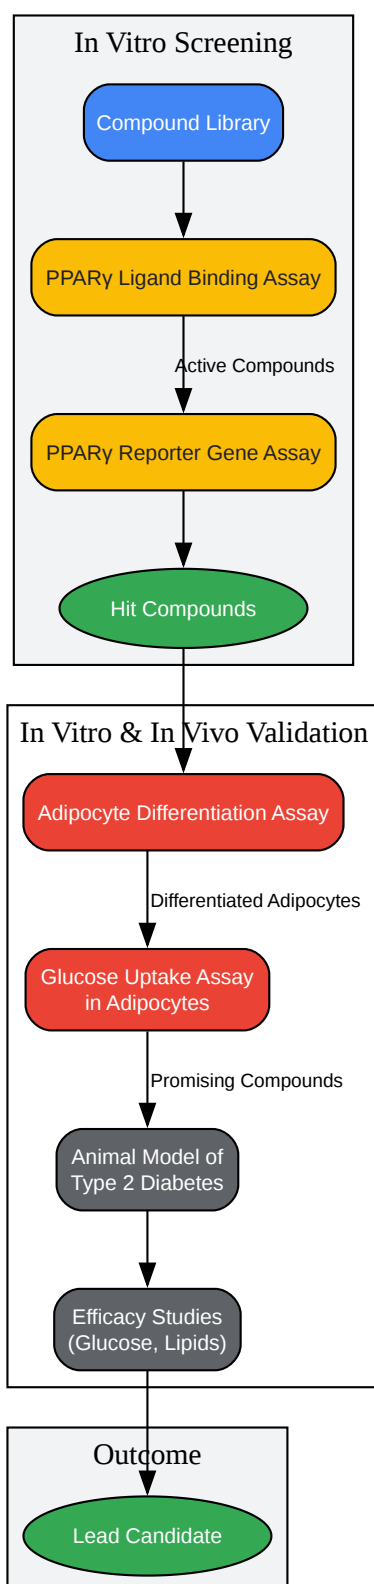 In Vitro Screening
Compound Library
PPARγ Ligand Binding Assay
Active Compounds
PPARγ Reporter Gene Assay
Hit Compounds
In Vitro & In Vivo Validation
Adipocyte Differentiation Assay
Differentiated Adipocytes
Glucose Uptake Assay
in Adipocytes
Promising Compounds
Animal Model of
Type 2 Diabetes
Efficacy Studies
(Glucose, Lipids)
Outcome
Lead Candidate